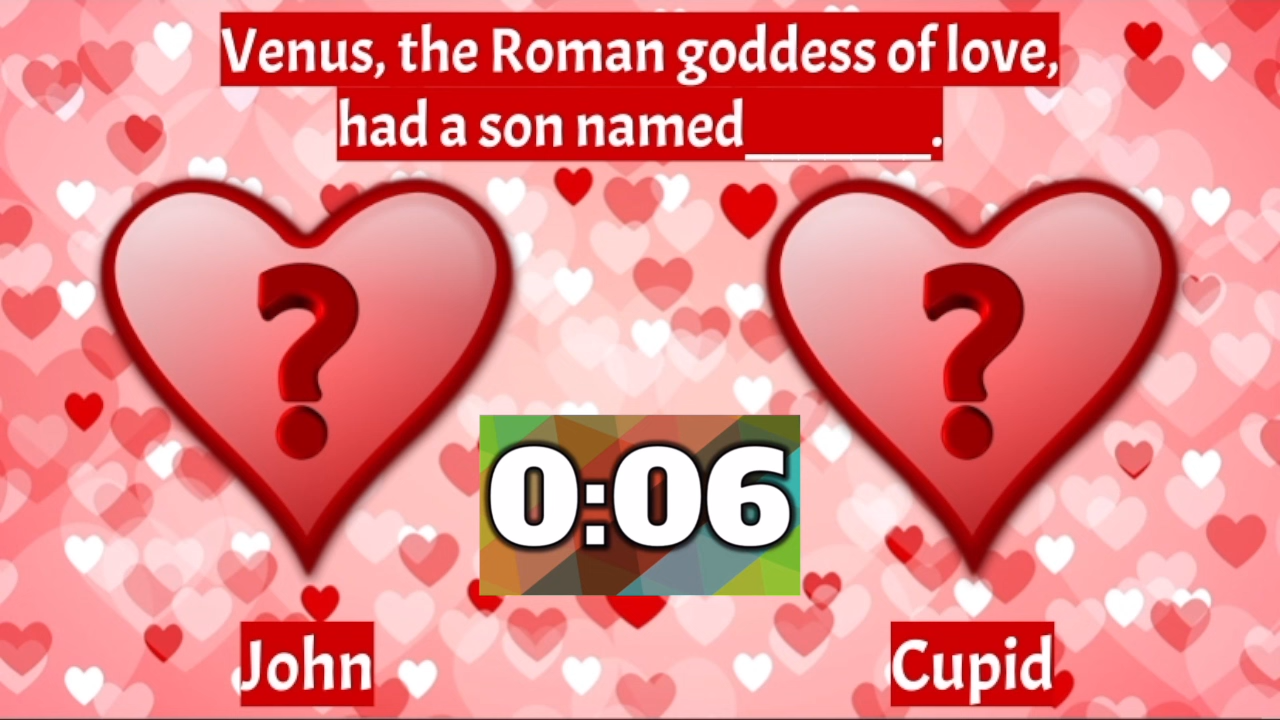 Venus, the Roman goddess of love,
had a son named________.
?
?
0:06
John
Cupid